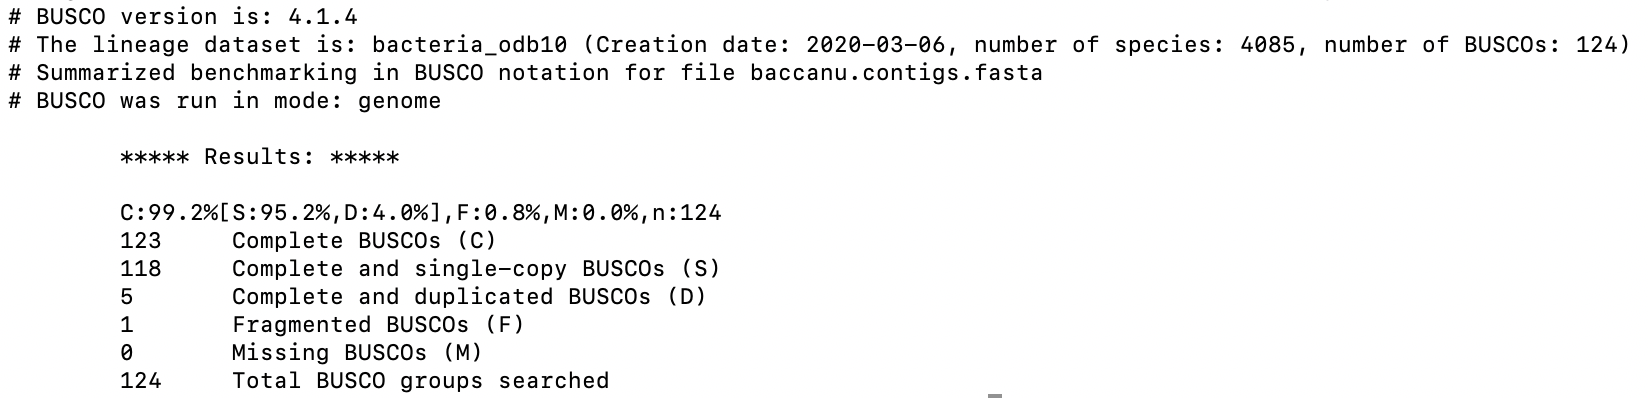 # BUSCO version is: 4.1.4
# The lineage dataset is: bacteria_odb10 (Creation date: 2020-03-06, number of species: 4085, number of BUSCOs: 124)
# Summarized benchmarking in BUSCO notation for file baccanu.contigs.fasta
# BUSCO was run in mode: genome
***** Results: *****
C:99.2%[S:95.2%,D:4.0%],F:0.8%,M:0.0%,n:124
123 Complete BUSCOs (C)
118 Complete and single-copy BUSCOs (S)
5 Complete and duplicated BUSCOs (D)
1 Fragmented BUSCOs (F)
0 Missing BUSCOs (M)
124 Total BUSCO groups searched